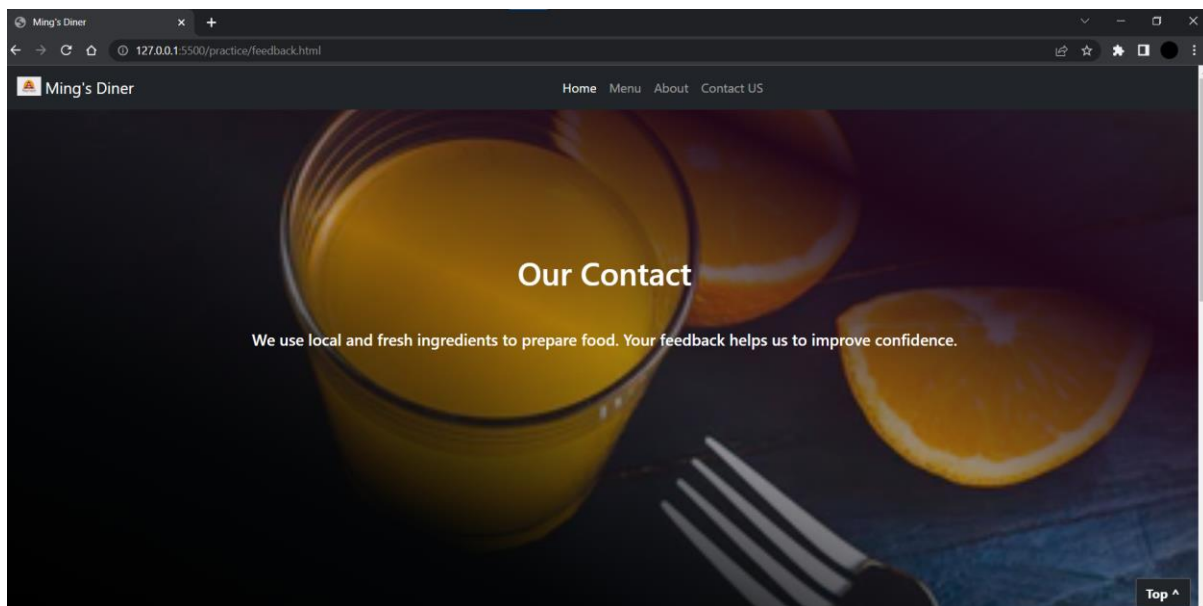 Ming's Diner
127.0.0.1:5500/practice/feedback.html
Ming's Diner
Home Menu About Contact US
Our Contact
We use local and fresh ingredients to prepare food. Your feedback helps us to improve confidence.
Top ^